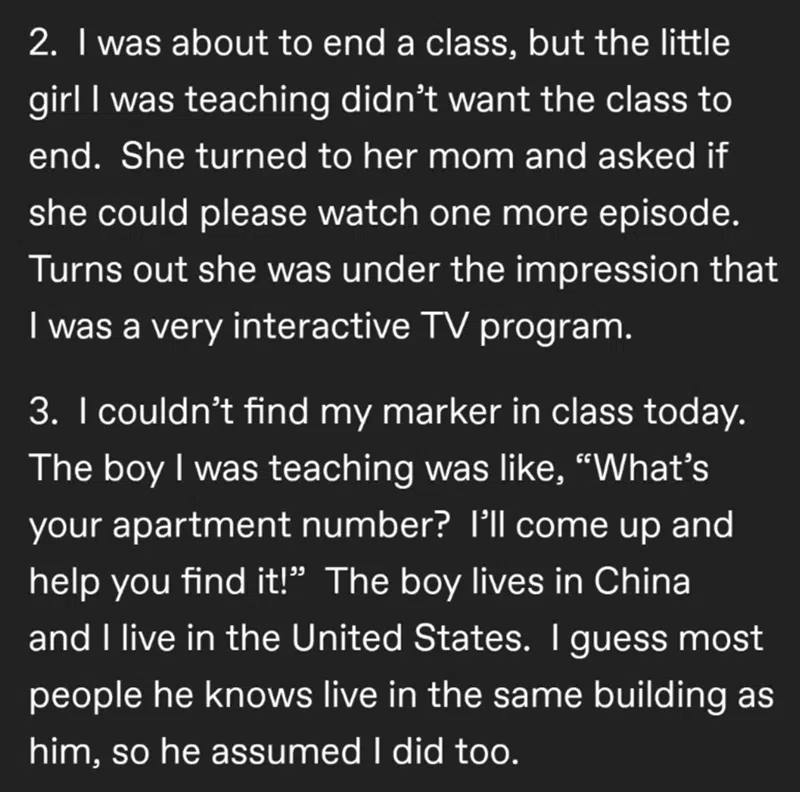 2.  I was about to end a class, but the little
girl I was teaching didn’t want the class to
end.  She turned to her mom and asked if
she could please watch one more episode.
Turns out she was under the impression that
I was a very interactive TV program.
3.  I couldn’t find my marker in class today.
The boy I was teaching was like, “What’s
your apartment number?  I’ll come up and
help you find it!”  The boy lives in China
and I live in the United States.  I guess most
people he knows live in the same building as
him, so he assumed I did too.